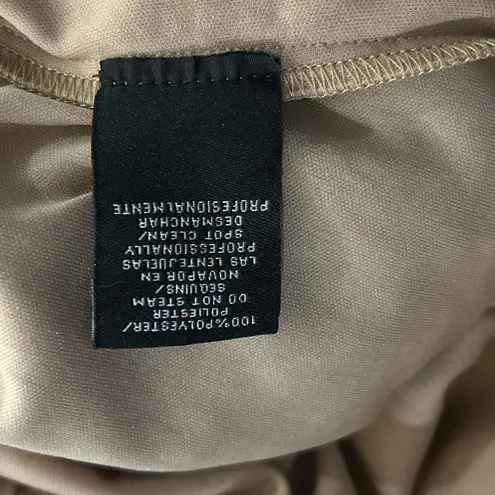 100%POLYESTER/
POLIESTER
DO NOT STEAM
SEQUINS/
NOVAPOR EN
LAS LENTEJUELAS
PROFESSIONALLY
SPOT CLEAN/
DESMANCHAR
PROFESIONALMENTE